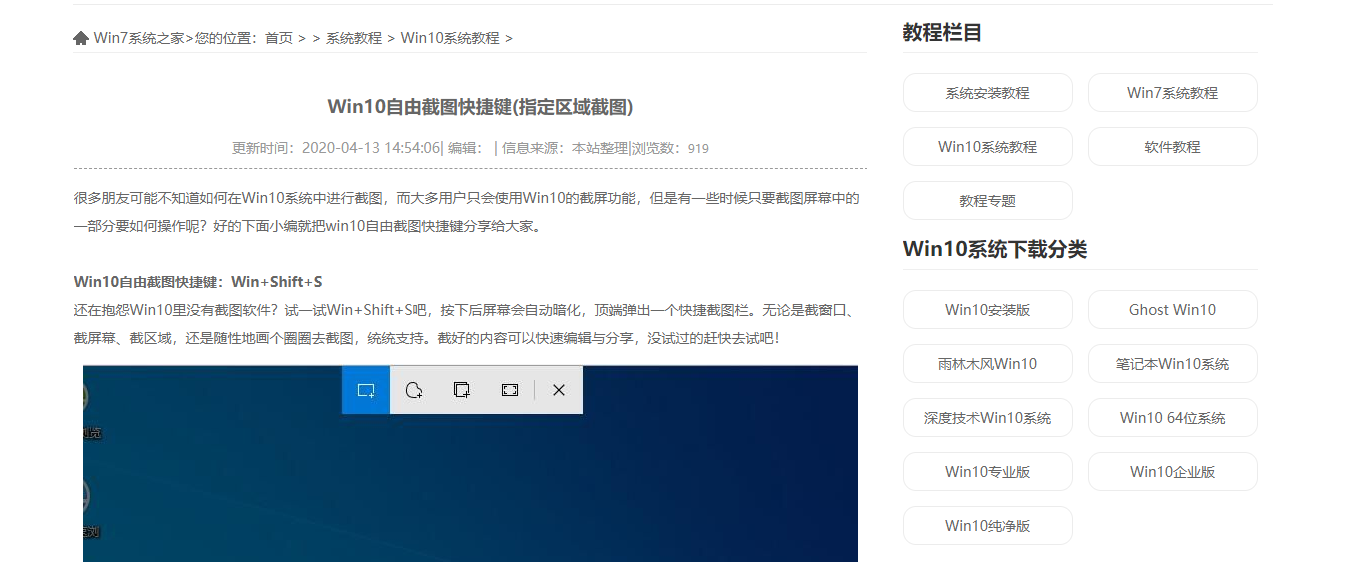 Win7系统之家>您的位置：首页 > > 系统教程 > Win10系统教程 >
Win10自由截图快捷键(指定区域截图)
更新时间：2020-04-13 14:54:06| 编辑： | 信息来源：本站整理|浏览数：919
很多朋友可能不知道如何在Win10系统中进行截图，而大多用户只会使用Win10的截屏功能，但是有一些时候只要截图屏幕中的
一部分要如何操作呢？好的下面小编就把win10自由截图快捷键分享给大家。
Win10自由截图快捷键：Win+Shift+S
还在抱怨Win10里没有截图软件？试一试Win+Shift+S吧，按下后屏幕会自动暗化，顶端弹出一个快捷截图栏。无论是截窗口、
截屏幕、截区域，还是随性地画个圈圈去截图，统统支持。截好的内容可以快速编辑与分享，没试过的赶快去试吧！
浏览
教程栏目
系统安装教程
Win7系统教程
Win10系统教程
软件教程
教程专题
Win10系统下载分类
Win10安装版
Ghost Win10
雨林木风Win10
笔记本Win10系统
深度技术Win10系统
Win10 64位系统
Win10专业版
Win10企业版
Win10纯净版